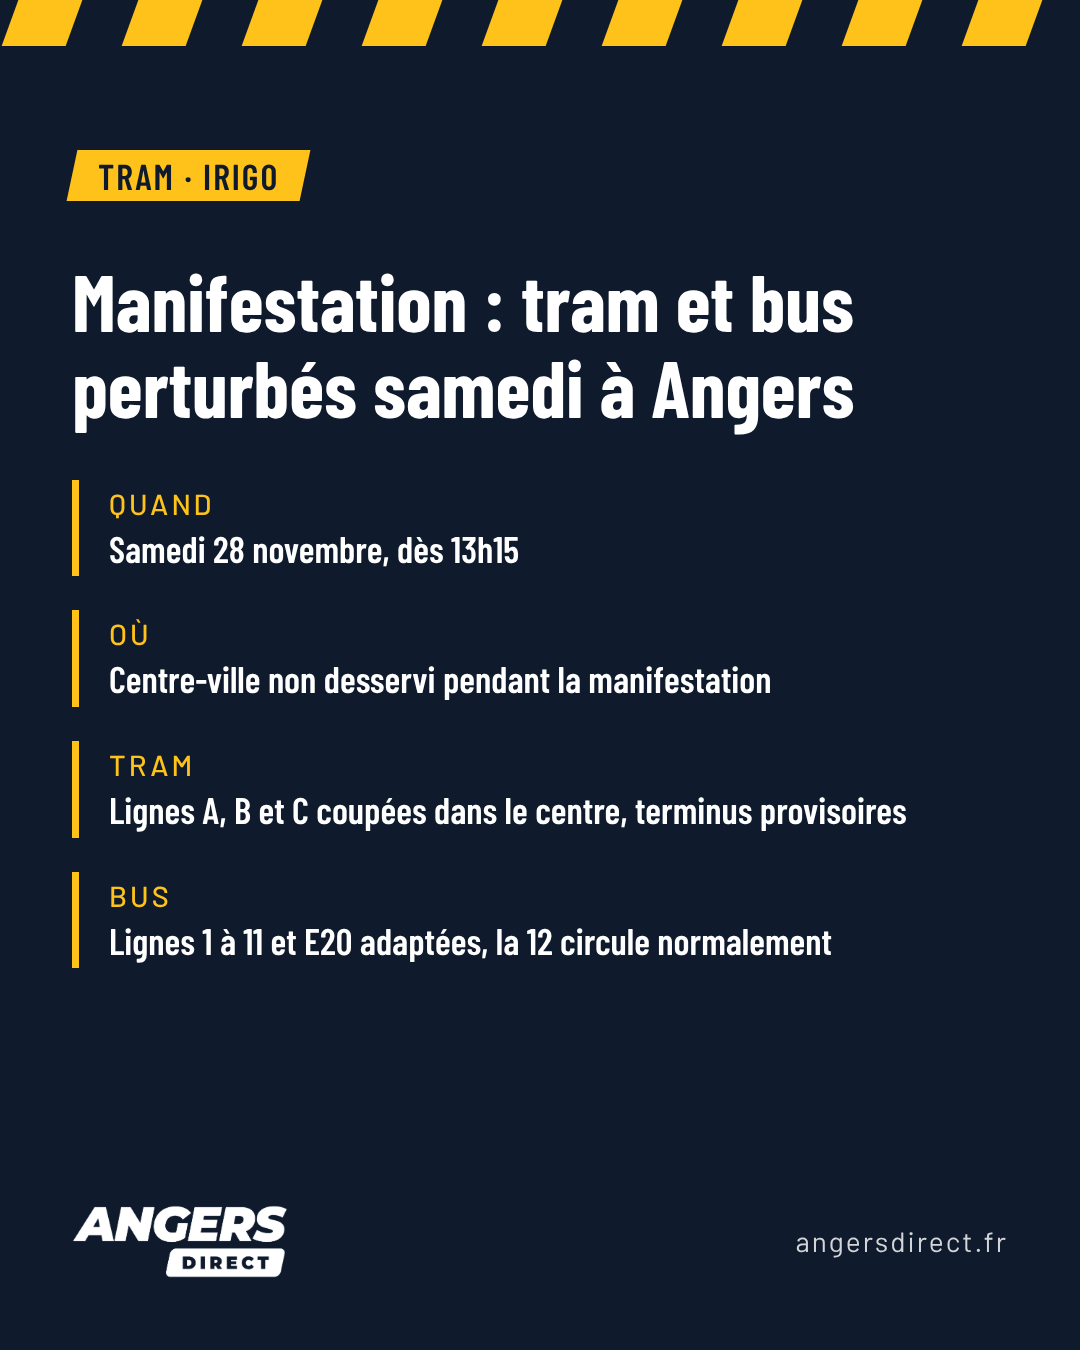 TRAM · IRIGO
Manifestation : tram et bus
perturbés samedi à Angers
QUAND
Samedi 28 novembre, dès 13h15
OÙ
Centre-ville non desservi pendant la manifestation
TRAM
Lignes A, B et C coupées dans le centre, terminus provisoires
BUS
Lignes 1 à 11 et E20 adaptées, la 12 circule normalement
ANGERS
DIRECT
angersdirect.fr